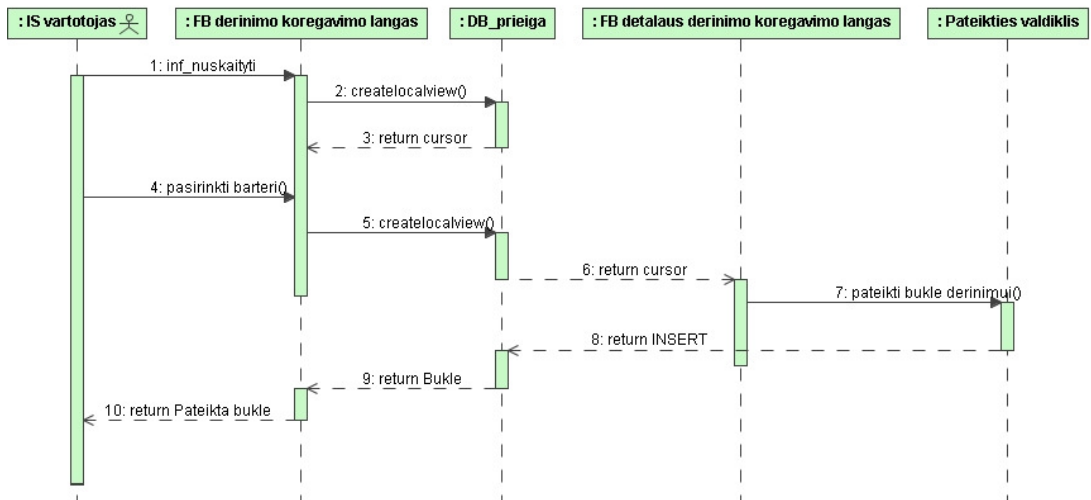 : IS vartotojas
: FB derinimo koregavimo langas
: DB_prieiga
: FB detalaus derinimo koregavimo langas
: Pateikties valdiklis
1: inf_nuskaityti
2: createlocalview()
3: return cursor
4: pasirinkti barteri()
5: createlocalview()
6: return cursor
7: pateikti bukle derinimui()
8: return INSERT
9: return Bukle
10: return Pateikta bukle